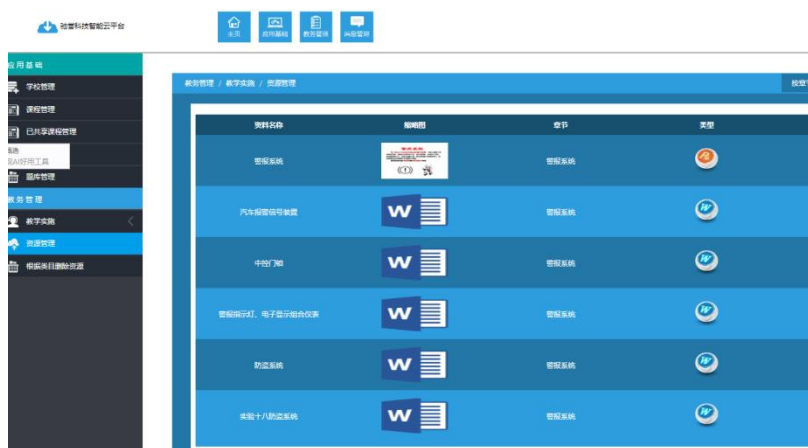 驰誉科技智能云平台
主页 应用基础 教务管理 消息管理
应用基础
学校管理
课程管理
已共享课程管理
题库管理
教务管理
教学实施
资源管理
根据类目删除资源
教务管理 / 教学实施 / 资源管理
资料名称 缩略图 章节 类型
警报系统 警报系统
汽车报警信号装置 W 警报系统 W
中控门锁 W 警报系统 W
警报指示灯、电子显示组合仪表 W 警报系统 W
防盗系统 W 警报系统 W
实验十八防盗系统 W 警报系统 W